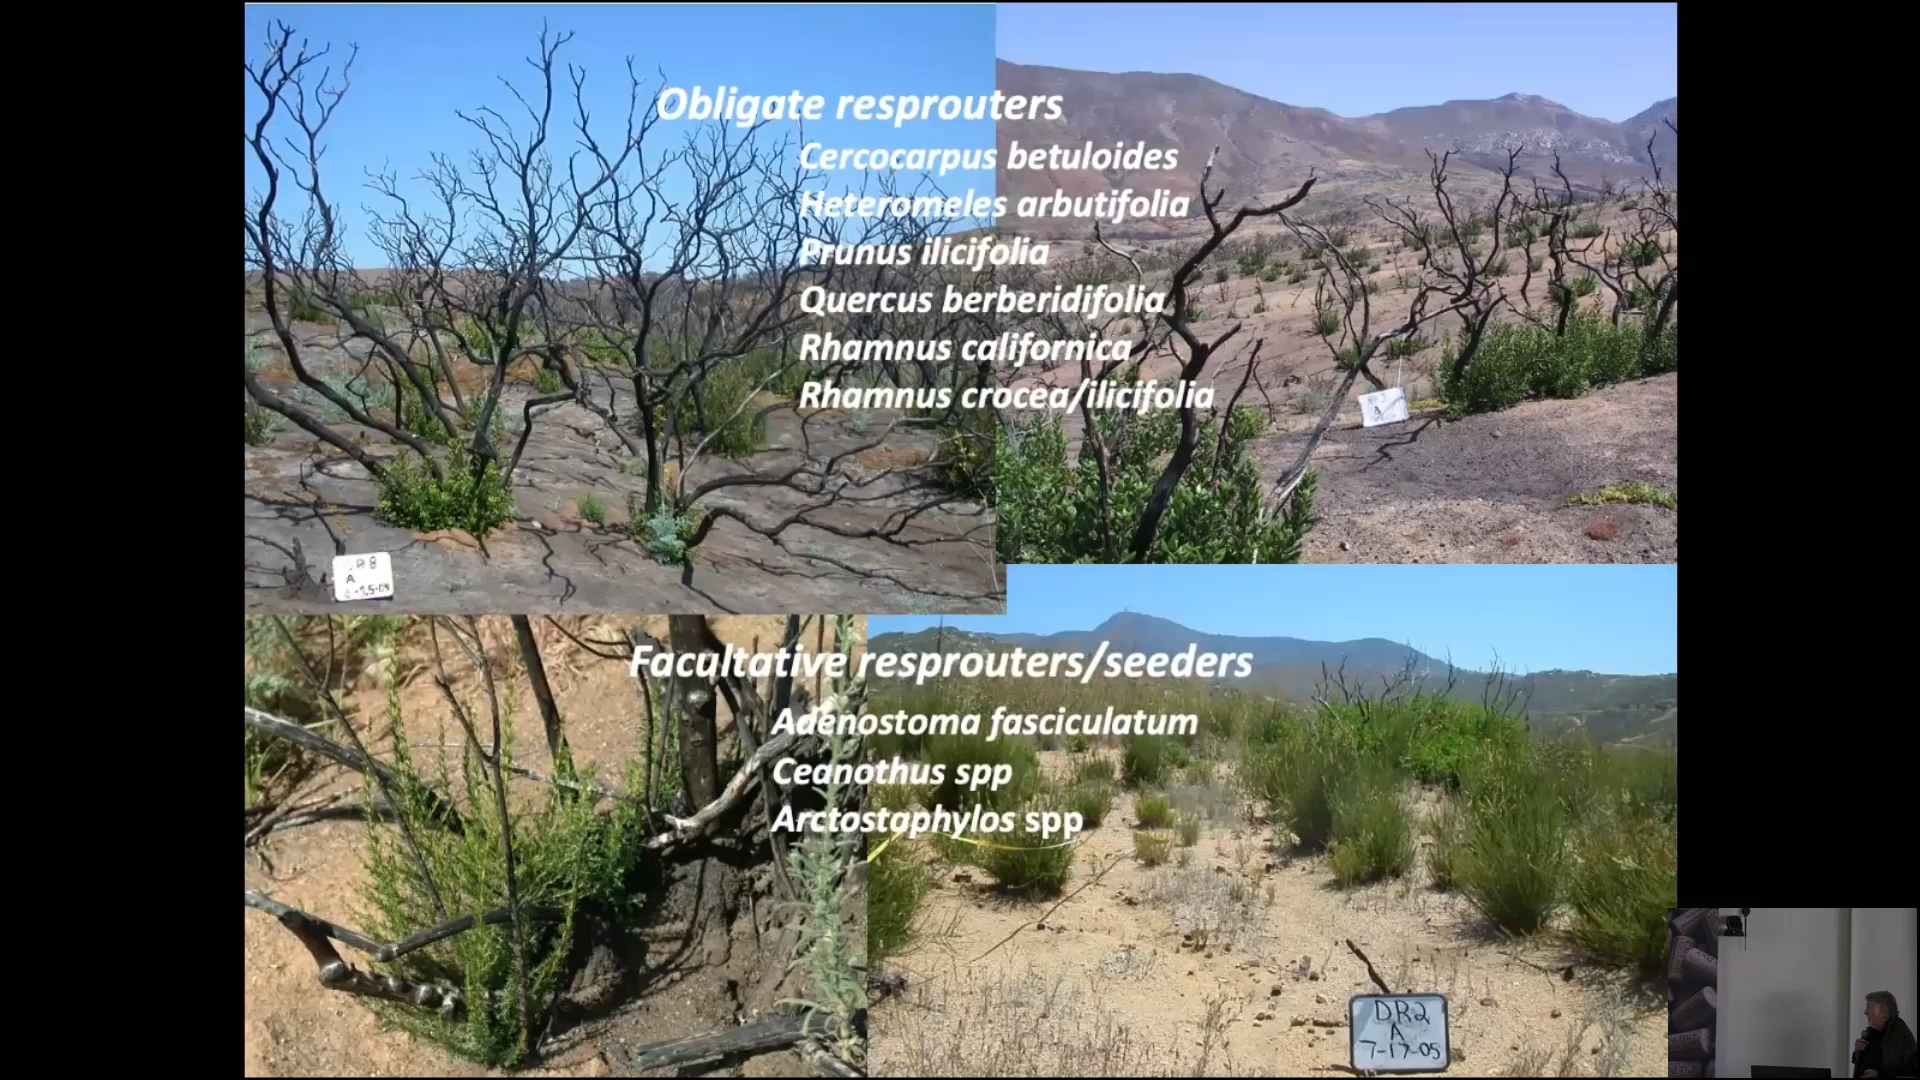 Obligate resprouters
Cercocarpus betuloides
Heteromeles arbutifolia
Prunus ilicifolia
Quercus berberidifolia
Rhamnus californica
Rhamnus crocea/ilicifolia
A
A
Facultative resprouters/seeders
Adenostoma fasciculatum
Ceanothus spp
Arctostaphylos spp
DR2
A
7-17-05